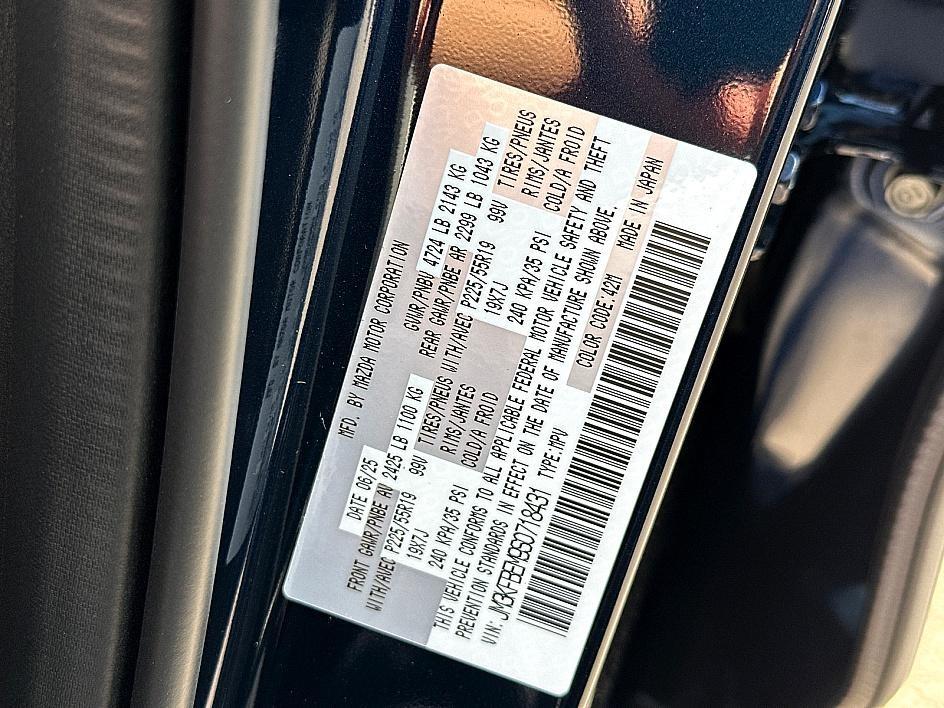 MFD. BY MAZDA MOTOR CORPORATION
DATE 06/25 GVWR/PNBV 4724 LB 2143 KG
FRONT GAWR/PNBE AV 2425 LB 1100 KG REAR GAWR/PNBE AR 2299 LB 1043 KG
WITH/AVEC P225/55R19 99V TIRES/PNEUS WITH/AVEC P225/55R19 99V TIRES/PNEUS
19X7J RIMS/JANTES 19X7J RIMS/JANTES
240 KPA/35 PSI COLD/A FROID 240 KPA/35 PSI COLD/A FROID
THIS VEHICLE CONFORMS TO ALL APPLICABLE FEDERAL MOTOR VEHICLE SAFETY AND THEFT
PREVENTION STANDARDS IN EFFECT ON THE DATE OF MANUFACTURE SHOWN ABOVE.
VIN: JM3KFBEM9S0718431 TYPE:MPV COLOR CODE:42M MADE IN JAPAN